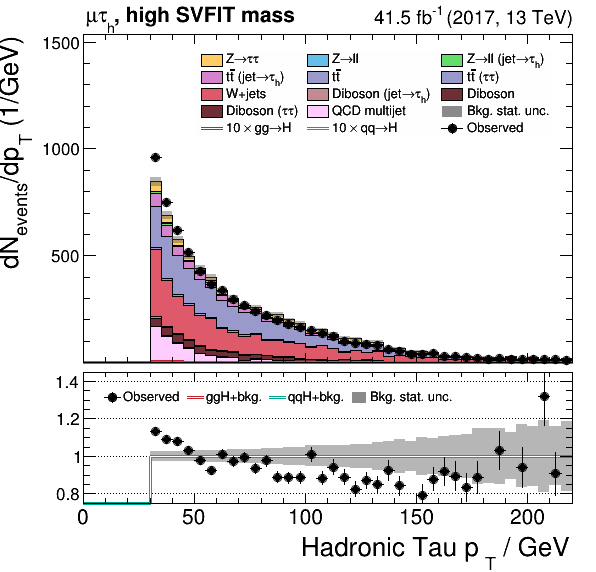 μτh, high SVFIT mass 41.5 fb-1 (2017, 13 TeV)
dNevents/dpT (1/GeV)
1500
1000
500
Z→ττ Z→ll Z→ll (jet→τh)
tt̄ (jet→τh) tt̄ tt̄ (ττ)
W+jets Diboson (jet→τh) Diboson
Diboson (ττ) QCD multijet Bkg. stat. unc.
10 × gg→H 10 × qq→H Observed
1.4
1.2
1
0.8
Observed ggH+bkg. qqH+bkg. Bkg. stat. unc.
0 50 100 150 200
Hadronic Tau pT / GeV